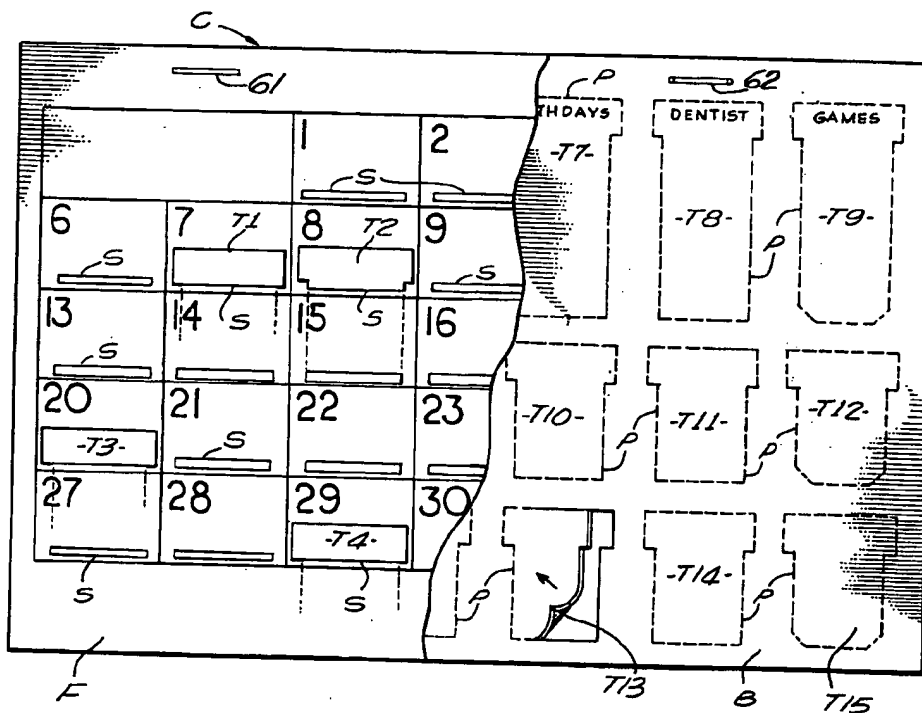 C
61
P
62
THDAYS
DENTIST
GAMES
1
2
S
-T7-
-T8-
-T9-
P
6
7
T1
8
T2
9
S
S
S
S
13
14
15
16
S
-T10-
-T11-
-T12-
P
P
20
21
22
23
-T3-
S
27
28
29
30
-T4-
-T14-
P
P
S
S
F
T13
B
T15